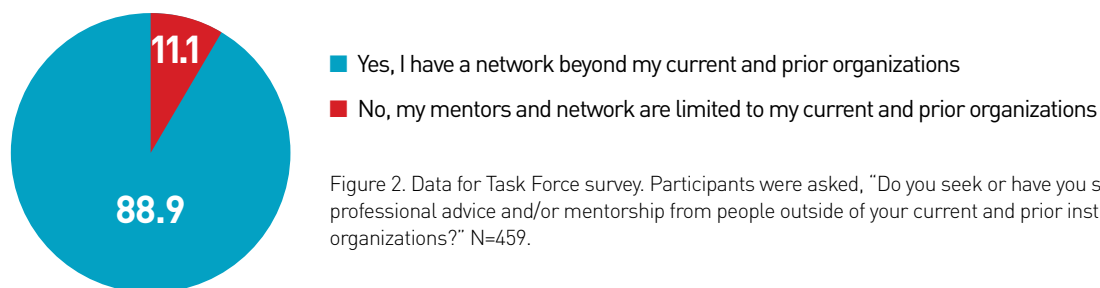 11.1
88.9
Yes, I have a network beyond my current and prior organizations
No, my mentors and network are limited to my current and prior organizations
Figure 2. Data for Task Force survey. Participants were asked, “Do you seek or have you
professional advice and/or mentorship from people outside of your current and prior
organizations?” N=459.